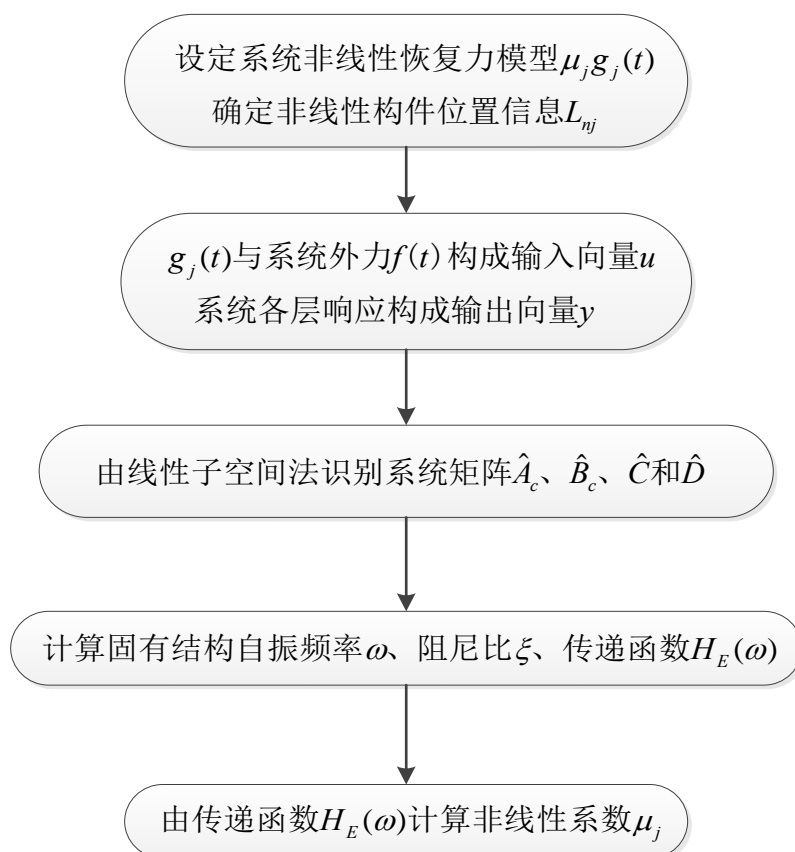 设定系统非线性恢复力模型μ_j g_j(t)
确定非线性构件位置信息L_{nj}
g_j(t)与系统外力f(t)构成输入向量u
系统各层响应构成输出向量y
由线性子空间法识别系统矩阵Â_c、B̂_c、Ĉ和D̂
计算固有结构自振频率ω、阻尼比ξ、传递函数H_E(ω)
由传递函数H_E(ω)计算非线性系数μ_j